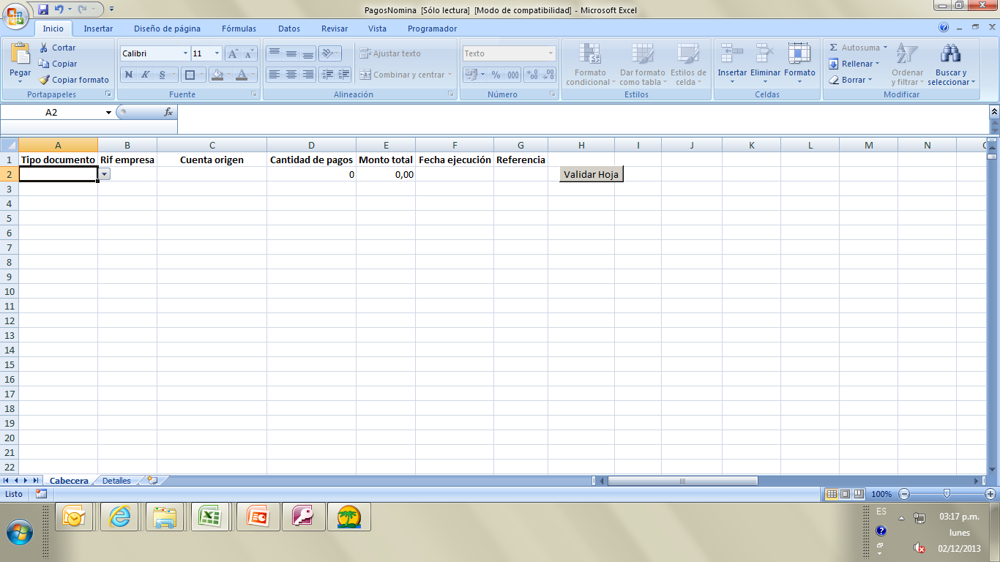 PagosNomina [Sólo lectura] [Modo de compatibilidad] - Microsoft Excel
Inicio Insertar Diseño de página Fórmulas Datos Revisar Vista Programador
Pegar
Cortar
Copiar
Copiar formato
Portapapeles
Calibri 11
N K S
A A
A
Fuente
Ajustar texto
Combinar y centrar
Alineación
Texto
% 000
Número
Formato condicional
Dar formato como tabla
Estilos de celda
Estilos
Insertar Eliminar Formato
Celdas
Σ Autosuma
Rellenar
Borrar
Ordenar y filtrar
Buscar y seleccionar
Modificar
A2 fx
A B C D E F G H I J K L M N
1 Tipo documento Rif empresa Cuenta origen Cantidad de pagos Monto total Fecha ejecución Referencia
2 0 0,00 Validar Hoja
3
4
5
6
7
8
9
10
11
12
13
14
15
16
17
18
19
20
21
22
Cabecera Detalles
Listo 100%
ES
03:17 p.m.
lunes
02/12/2013